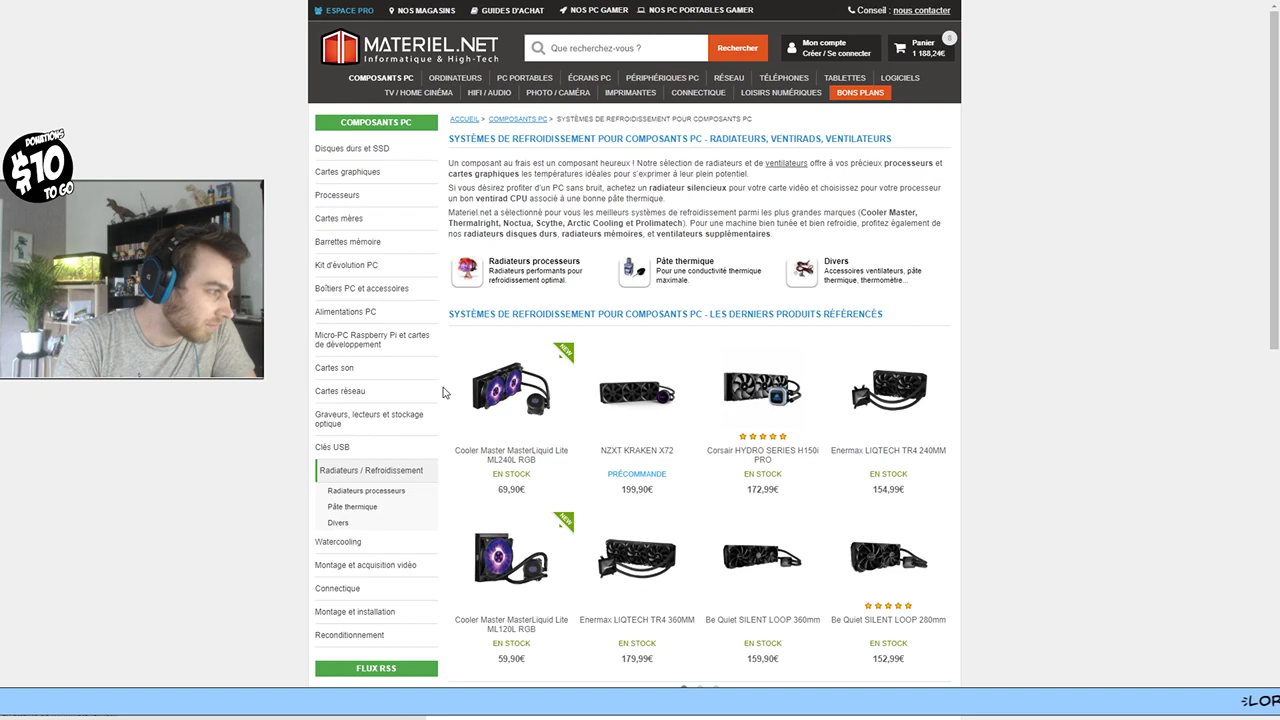 ESPACE PRO
NOS MAGASINS
GUIDES D'ACHAT
NOS PC GAMER
NOS PC PORTABLES GAMER
Conseil : nous contacter
MATERIEL.NET
Informatique & High-Tech
Que recherchez-vous ?
Rechercher
Mon compte
Créer / Se connecter
Panier
1 188,24€
8
COMPOSANTS PC
ORDINATEURS
PC PORTABLES
ÉCRANS PC
PÉRIPHÉRIQUES PC
RÉSEAU
TÉLÉPHONES
TABLETTES
LOGICIELS
TV / HOME CINÉMA
HIFI / AUDIO
PHOTO / CAMÉRA
IMPRIMANTES
CONNECTIQUE
LOISIRS NUMÉRIQUES
BONS PLANS
DONATIONS
$10
TO GO
COMPOSANTS PC
Disques durs et SSD
Cartes graphiques
Processeurs
Cartes mères
Barrettes mémoire
Kit d'évolution PC
Boîtiers PC et accessoires
Alimentations PC
Micro-PC Raspberry Pi et cartes
de développement
Cartes son
Cartes réseau
Graveurs, lecteurs et stockage
optique
Clés USB
Radiateurs / Refroidissement
Radiateurs processeurs
Pâte thermique
Divers
Watercooling
Montage et acquisition vidéo
Connectique
Montage et installation
Reconditionnement
FLUX RSS
ACCUEIL > COMPOSANTS PC > SYSTÈMES DE REFROIDISSEMENT POUR COMPOSANTS PC
SYSTÈMES DE REFROIDISSEMENT POUR COMPOSANTS PC - RADIATEURS, VENTIRADS, VENTILATEURS
Un composant au frais est un composant heureux ! Notre sélection de radiateurs et de ventilateurs offre à vos précieux processeurs et
cartes graphiques les températures idéales pour s'exprimer à leur plein potentiel.
Si vous désirez profiter d'un PC sans bruit, achetez un radiateur silencieux pour votre carte vidéo et choisissez pour votre processeur
un bon ventirad CPU associé à une bonne pâte thermique.
Materiel.net a sélectionné pour vous les meilleurs systèmes de refroidissement parmi les plus grandes marques (Cooler Master,
Thermalright, Noctua, Scythe, Arctic Cooling et Prolimatech). Pour une machine bien tunée et bien refroidie, profitez également de
nos radiateurs disques durs, radiateurs mémoires, et ventilateurs supplémentaires.
Radiateurs processeurs
Radiateurs performants pour
refroidissement optimal.
Pâte thermique
Pour une conductivité thermique
maximale.
Divers
Accessoires ventilateurs, pâte
thermique, thermomètre...
SYSTÈMES DE REFROIDISSEMENT POUR COMPOSANTS PC - LES DERNIERS PRODUITS RÉFÉRENCÉS
NEW
Cooler Master MasterLiquid Lite
ML240L RGB
EN STOCK
69,90€
NZXT KRAKEN X72
PRÉCOMMANDE
199,90€
Corsair HYDRO SERIES H150i
PRO
EN STOCK
172,99€
Enermax LIQTECH TR4 240MM
EN STOCK
154,99€
NEW
Cooler Master MasterLiquid Lite
ML120L RGB
EN STOCK
59,90€
Enermax LIQTECH TR4 360MM
EN STOCK
179,99€
Be Quiet SILENT LOOP 360mm
EN STOCK
159,90€
Be Quiet SILENT LOOP 280mm
EN STOCK
152,99€
LOR